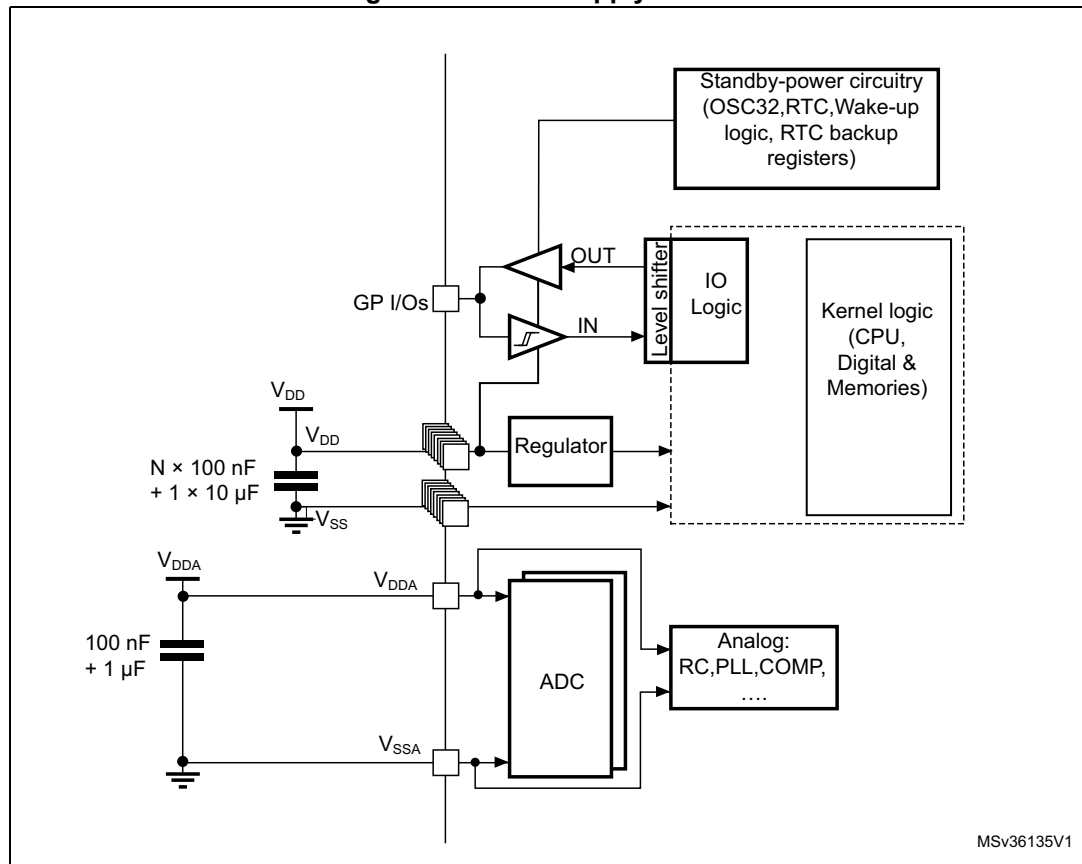 Standby-power circuitry
(OSC32,RTC,Wake-up
logic, RTC backup
registers)
OUT
GP I/Os
IN
Level shifter
IO
Logic
Kernel logic
(CPU,
Digital &
Memories)
VDD
VDD
N × 100 nF
+ 1 × 10 µF
Regulator
VSS
VDDA
VDDA
100 nF
+ 1 µF
ADC
Analog:
RC,PLL,COMP,
....
VSSA
MSv36135V1